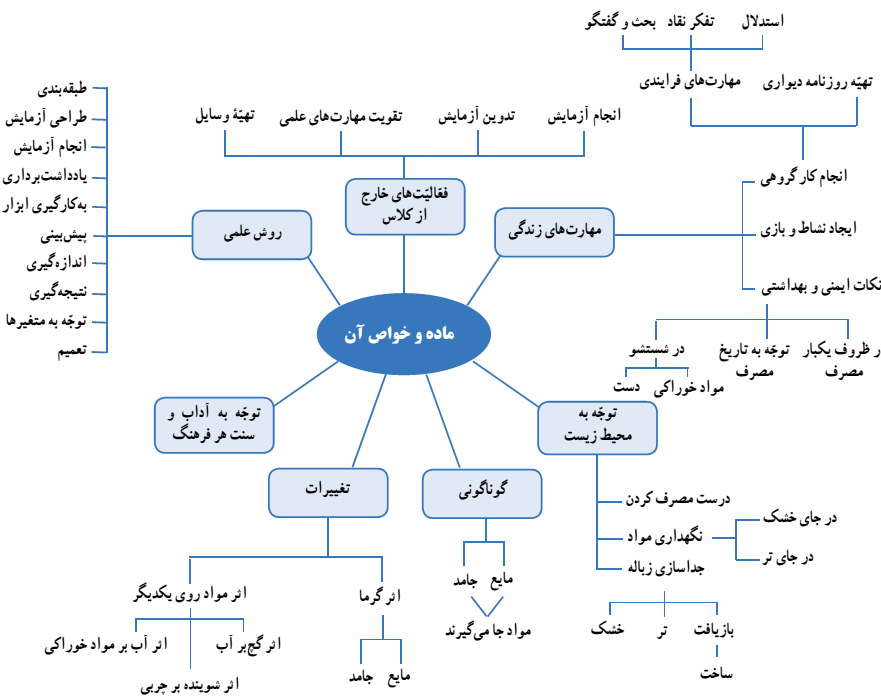 استدلال
تفکر نقاد
بحث و گفتگو
تهیّه روزنامه دیواری
مهارت‌های فرایندی
انجام کار گروهی
ایجاد نشاط و بازی
نکات ایمنی و بهداشتی
ر ظروف یکبار
مصرف
توجّه به تاریخ
مصرف
در شستشو
مواد خوراکی
دست
مهارت‌های زندگی
انجام آزمایش
تدوین آزمایش
تقویت مهارت‌های علمی
تهیّهٔ وسایل
فعّالیّت‌های خارج
از کلاس
روش علمی
طبقه‌بندی
طراحی آزمایش
انجام آزمایش
یادداشت‌برداری
به‌کارگیری ابزار
پیش‌بینی
اندازه‌گیری
نتیجه‌گیری
توجّه به متغیرها
تعمیم
ماده و خواص آن
توجّه به
محیط زیست
درست مصرف کردن
نگهداری مواد
در جای خشک
در جای تر
جداسازی زباله
بازیافت
تر
خشک
ساخت
گوناگونی
مایع
جامد
مواد جا می‌گیرند
توجّه به آداب و
سنت هر فرهنگ
تغییرات
اثر گرما
مایع
جامد
اثر مواد روی یکدیگر
اثر گچ بر آب
اثر آب بر مواد خوراکی
اثر شوینده بر چربی